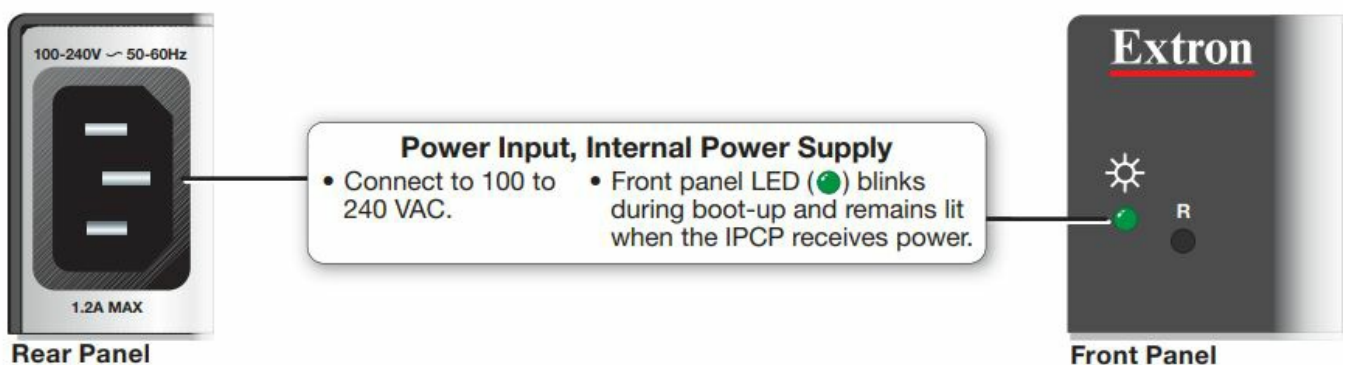 100-240V ~ 50-60Hz
1.2A MAX
Rear Panel
Power Input, Internal Power Supply
• Connect to 100 to
240 VAC.
• Front panel LED ( ) blinks
during boot-up and remains lit
when the IPCP receives power.
Extron
R
Front Panel